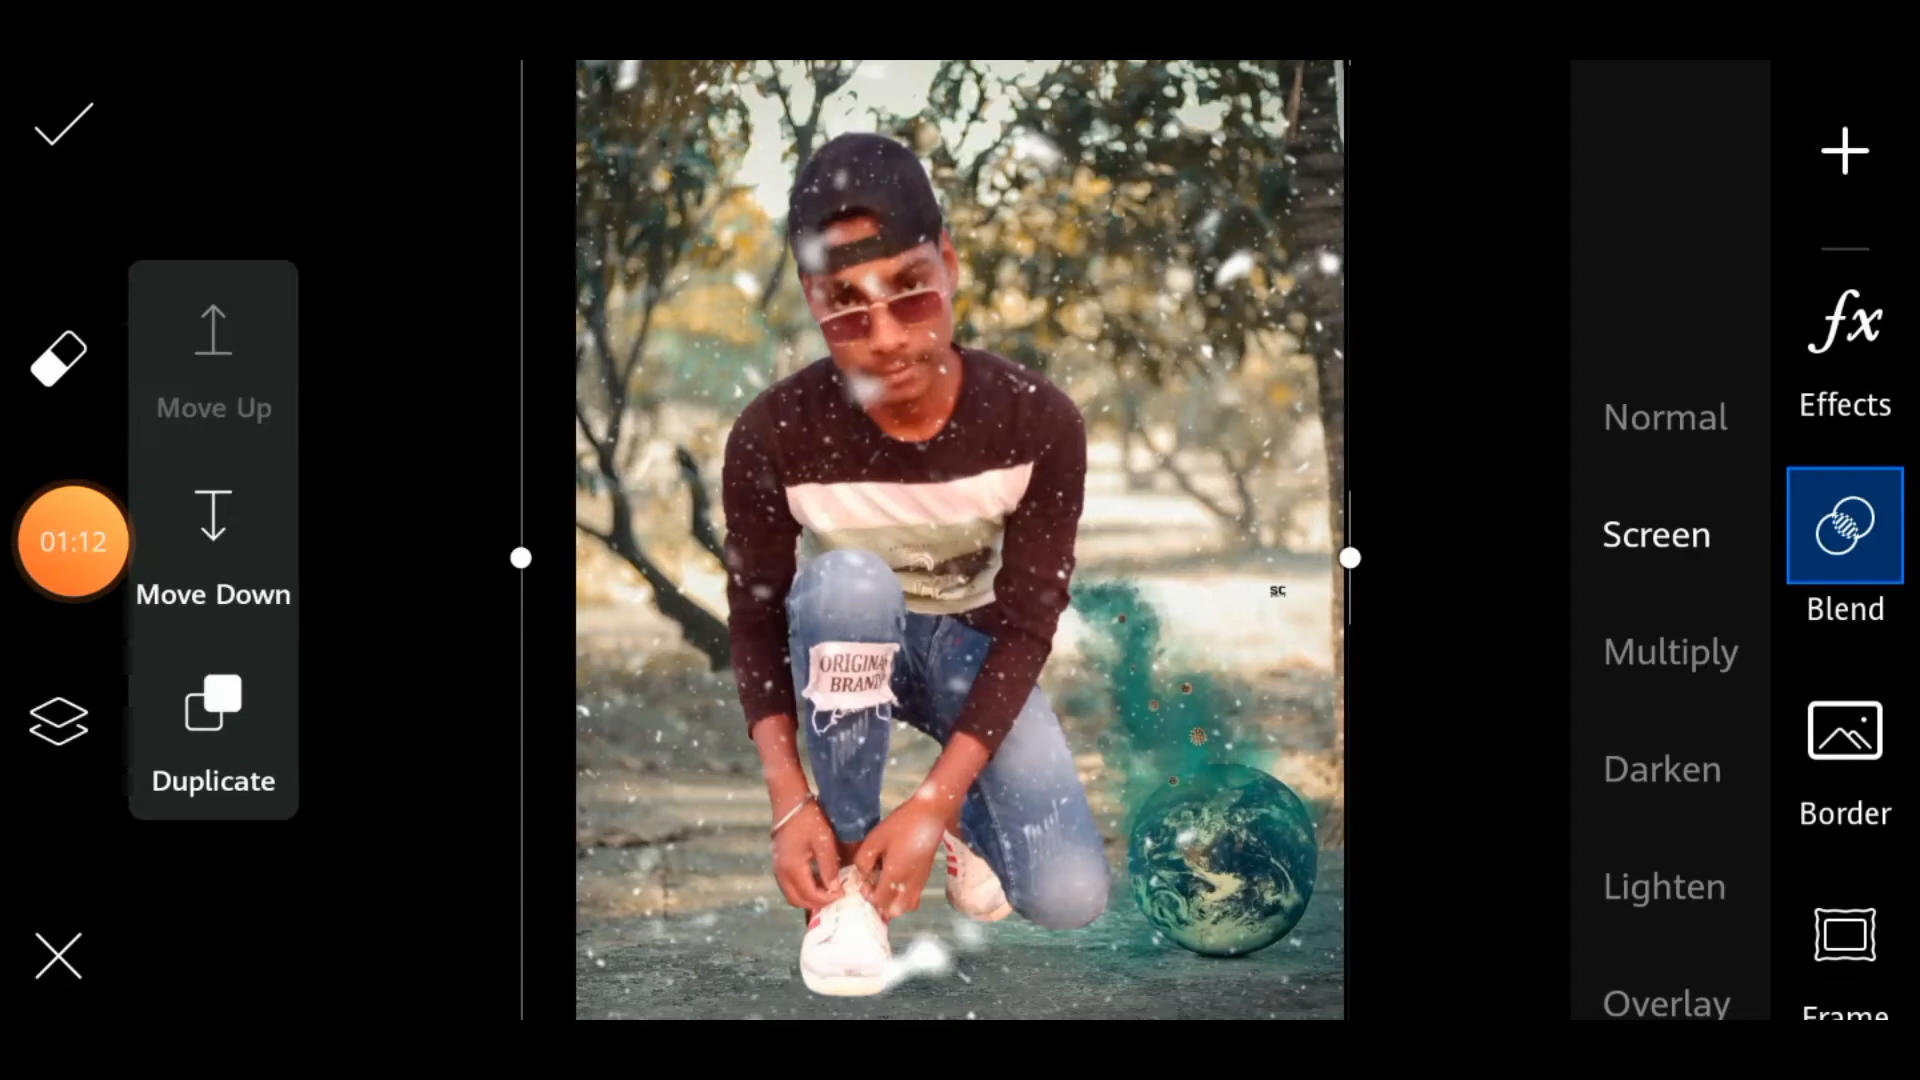 Move Up
01:12
Move Down
Duplicate
ORIGINAL
BRAND
SC
Normal
Screen
Multiply
Darken
Lighten
Overlay
Effects
Blend
Border
Frame